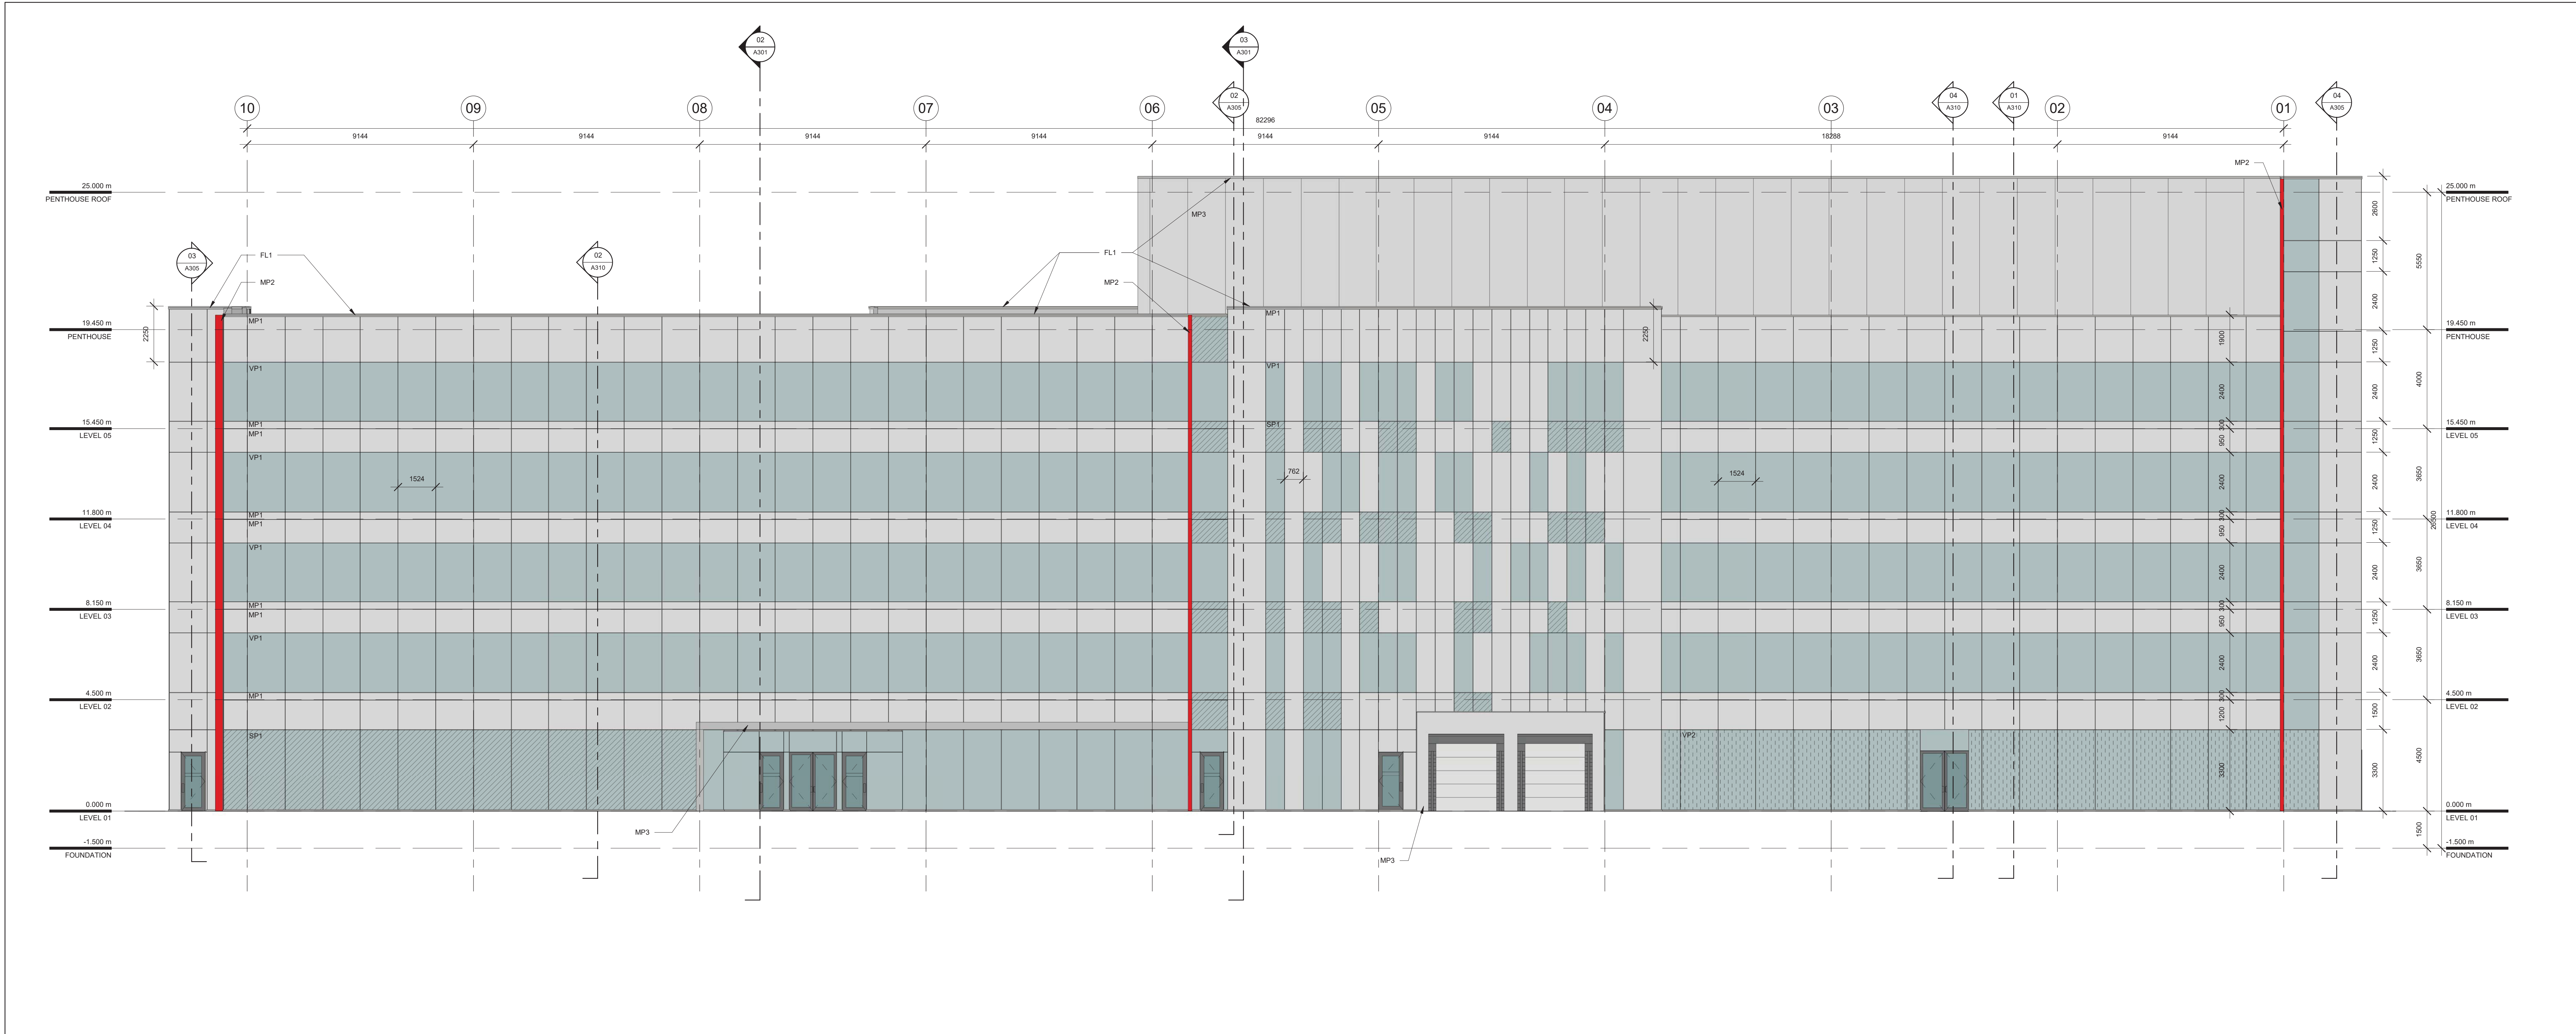 02
A301
03
A301
10
09
08
07
06
02
A305
05
04
03
04
A310
01
A310
02
01
04
A305
82296
9144
9144
9144
9144
9144
9144
18288
9144
MP2
25.000 m
PENTHOUSE ROOF
25.000 m
PENTHOUSE ROOF
MP3
2600
03
A305
FL1
02
A310
FL1
1250
5550
MP2
MP2
2400
2250
MP1
MP1
2250
19.450 m
PENTHOUSE
1900
1250
19.450 m
PENTHOUSE
VP1
VP1
2400
2400
4000
15.450 m
LEVEL 05
MP1
MP1
SP1
300
950
1250
15.450 m
LEVEL 05
VP1
1524
762
1524
2400
2400
3650
11.800 m
LEVEL 04
MP1
MP1
300
950
1250
26500
11.800 m
LEVEL 04
VP1
2400
2400
3650
8.150 m
LEVEL 03
MP1
MP1
300
950
1250
8.150 m
LEVEL 03
VP1
2400
2400
3650
4.500 m
LEVEL 02
MP1
300
1200
1500
4.500 m
LEVEL 02
SP1
VP2
3300
3300
4500
0.000 m
LEVEL 01
0.000 m
LEVEL 01
MP3
1500
-1.500 m
FOUNDATION
MP3
-1.500 m
FOUNDATION